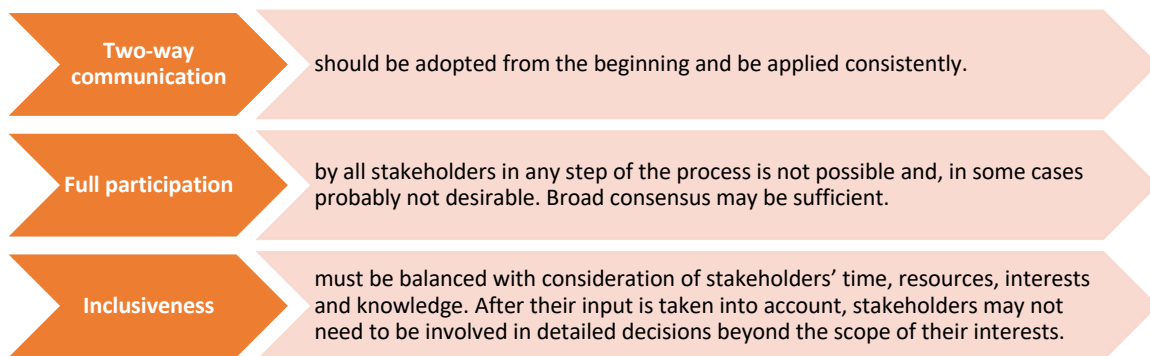 Two-way
communication
should be adopted from the beginning and be applied consistently.
Full participation
by all stakeholders in any step of the process is not possible and, in some cases
probably not desirable. Broad consensus may be sufficient.
Inclusiveness
must be balanced with consideration of stakeholders’ time, resources, interests
and knowledge. After their input is taken into account, stakeholders may not
need to be involved in detailed decisions beyond the scope of their interests.